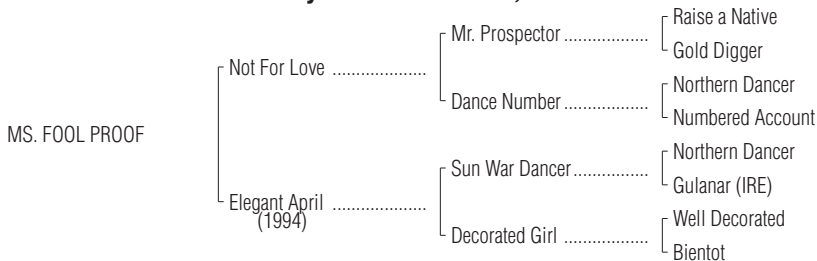 Raise a Native
Mr. Prospector ..................
Gold Digger
Not For Love ....................
Northern Dancer
Dance Number ..................
Numbered Account
MS. FOOL PROOF
Northern Dancer
Sun War Dancer................
Gulanar (IRE)
Elegant April ....................
(1994)
Well Decorated
Decorated Girl ..................
Bientot